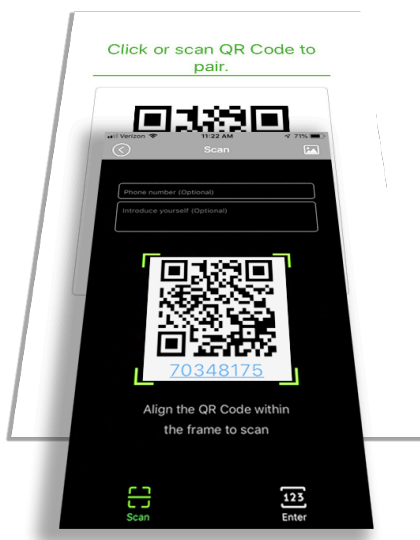 Click or scan QR Code to
pair.
Verizon 11:22 AM 71%
Scan
Phone number (Optional)
Introduce yourself (Optional)
70348175
Align the QR Code within
the frame to scan
123
Scan Enter